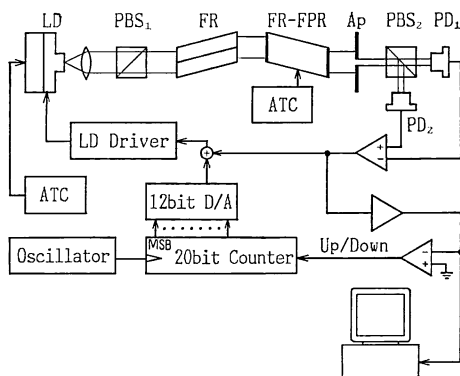 LD PBS₁ FR FR-FPR Ap PBS₂ PD₁
ATC
PD₂
LD Driver
+
+
−
ATC
12bit D/A
Oscillator
MSB
20bit Counter
Up/Down
−
+